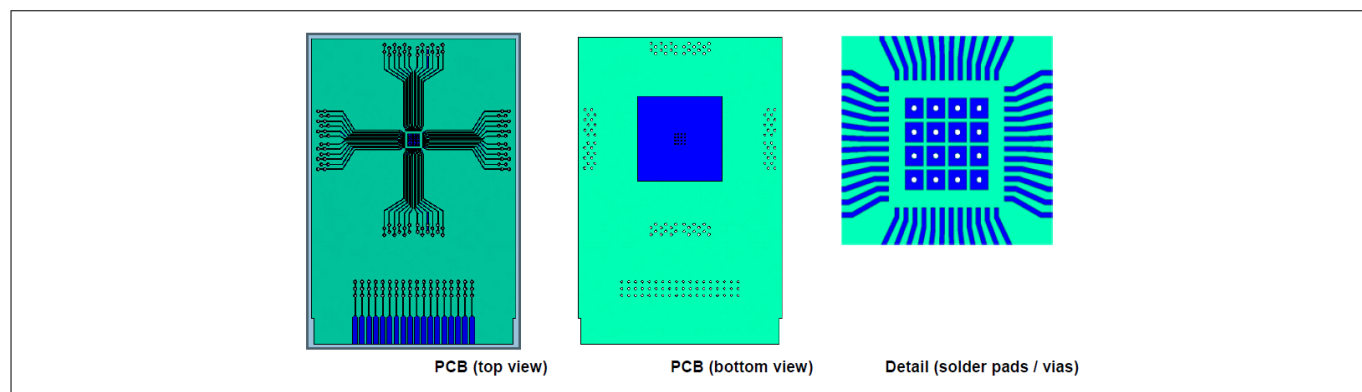 PCB (top view)
PCB (bottom view)
Detail (solder pads / vias)